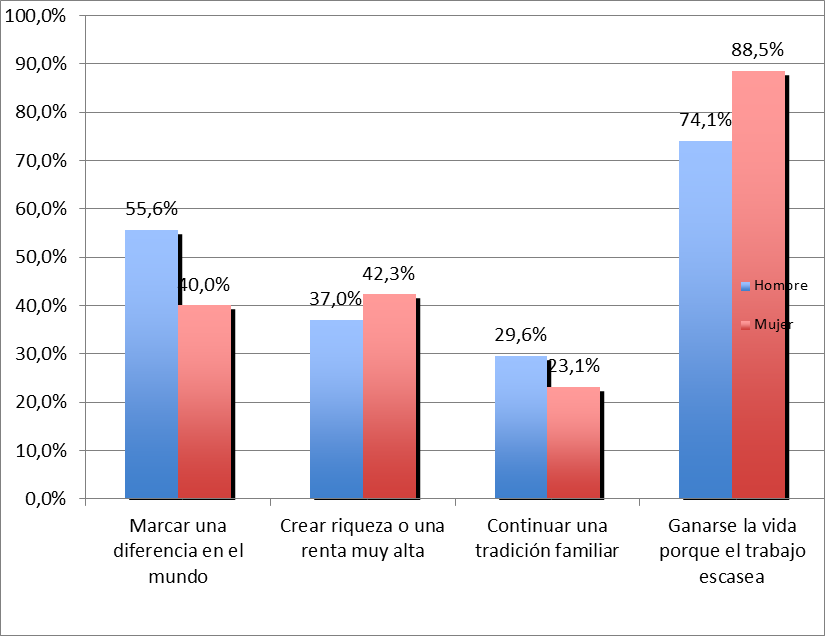 100,0%
90,0%
80,0%
70,0%
60,0%
50,0%
40,0%
30,0%
20,0%
10,0%
0,0%
55,6%
40,0%
37,0%
42,3%
29,6%
23,1%
74,1%
88,5%
Hombre
Mujer
Marcar una
diferencia en el
mundo
Crear riqueza o una
renta muy alta
Continuar una
tradición familiar
Ganarse la vida
porque el trabajo
escasea